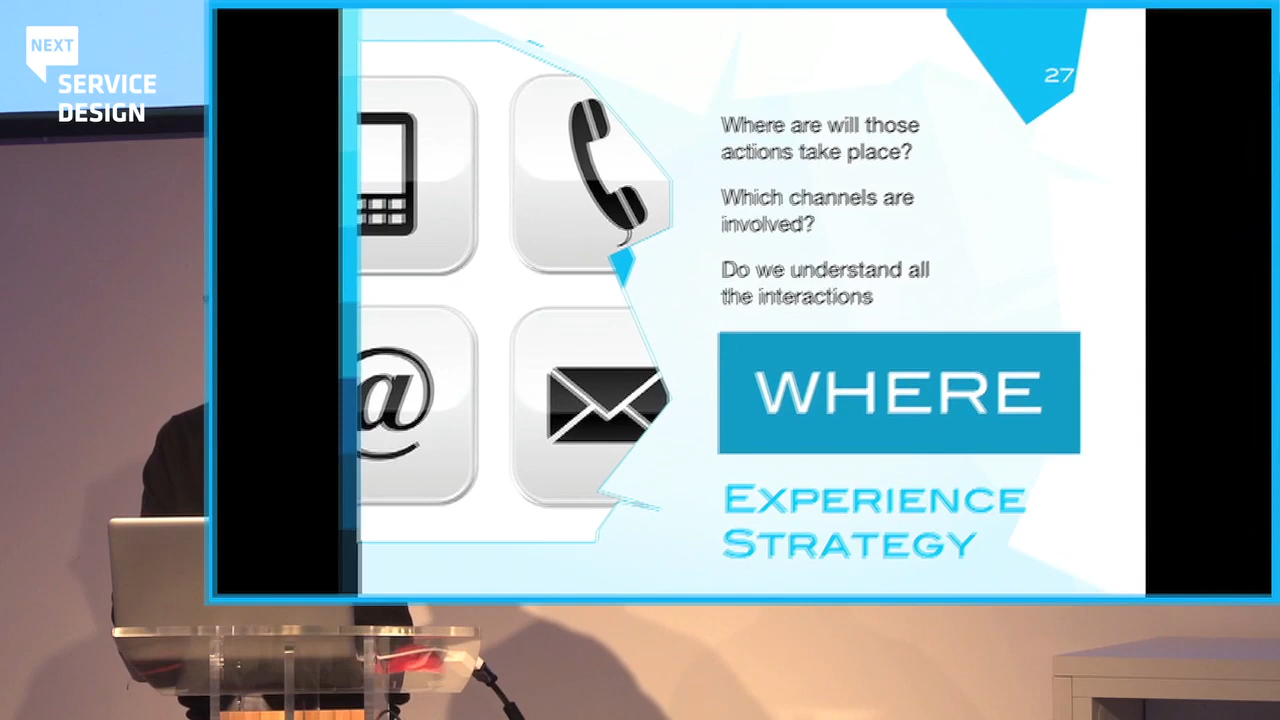 NEXT
SERVICE
DESIGN
27
Where are will those
actions take place?
Which channels are
involved?
Do we understand all
the interactions
WHERE
EXPERIENCE
STRATEGY
@